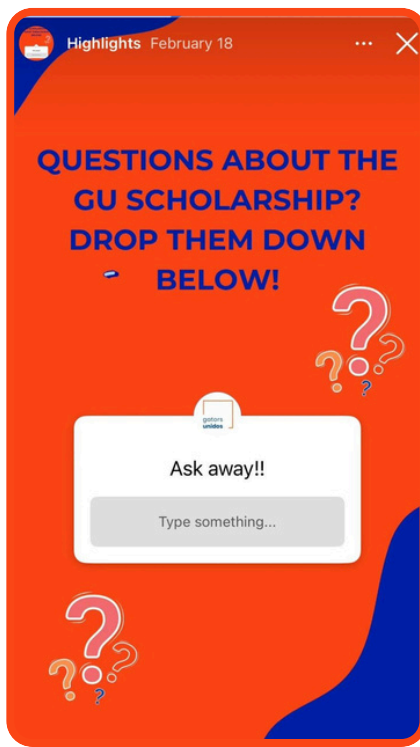 Highlights February 18
QUESTIONS ABOUT THE
GU SCHOLARSHIP?
DROP THEM DOWN
BELOW!
gators
unidos
Ask away!!
Type something...